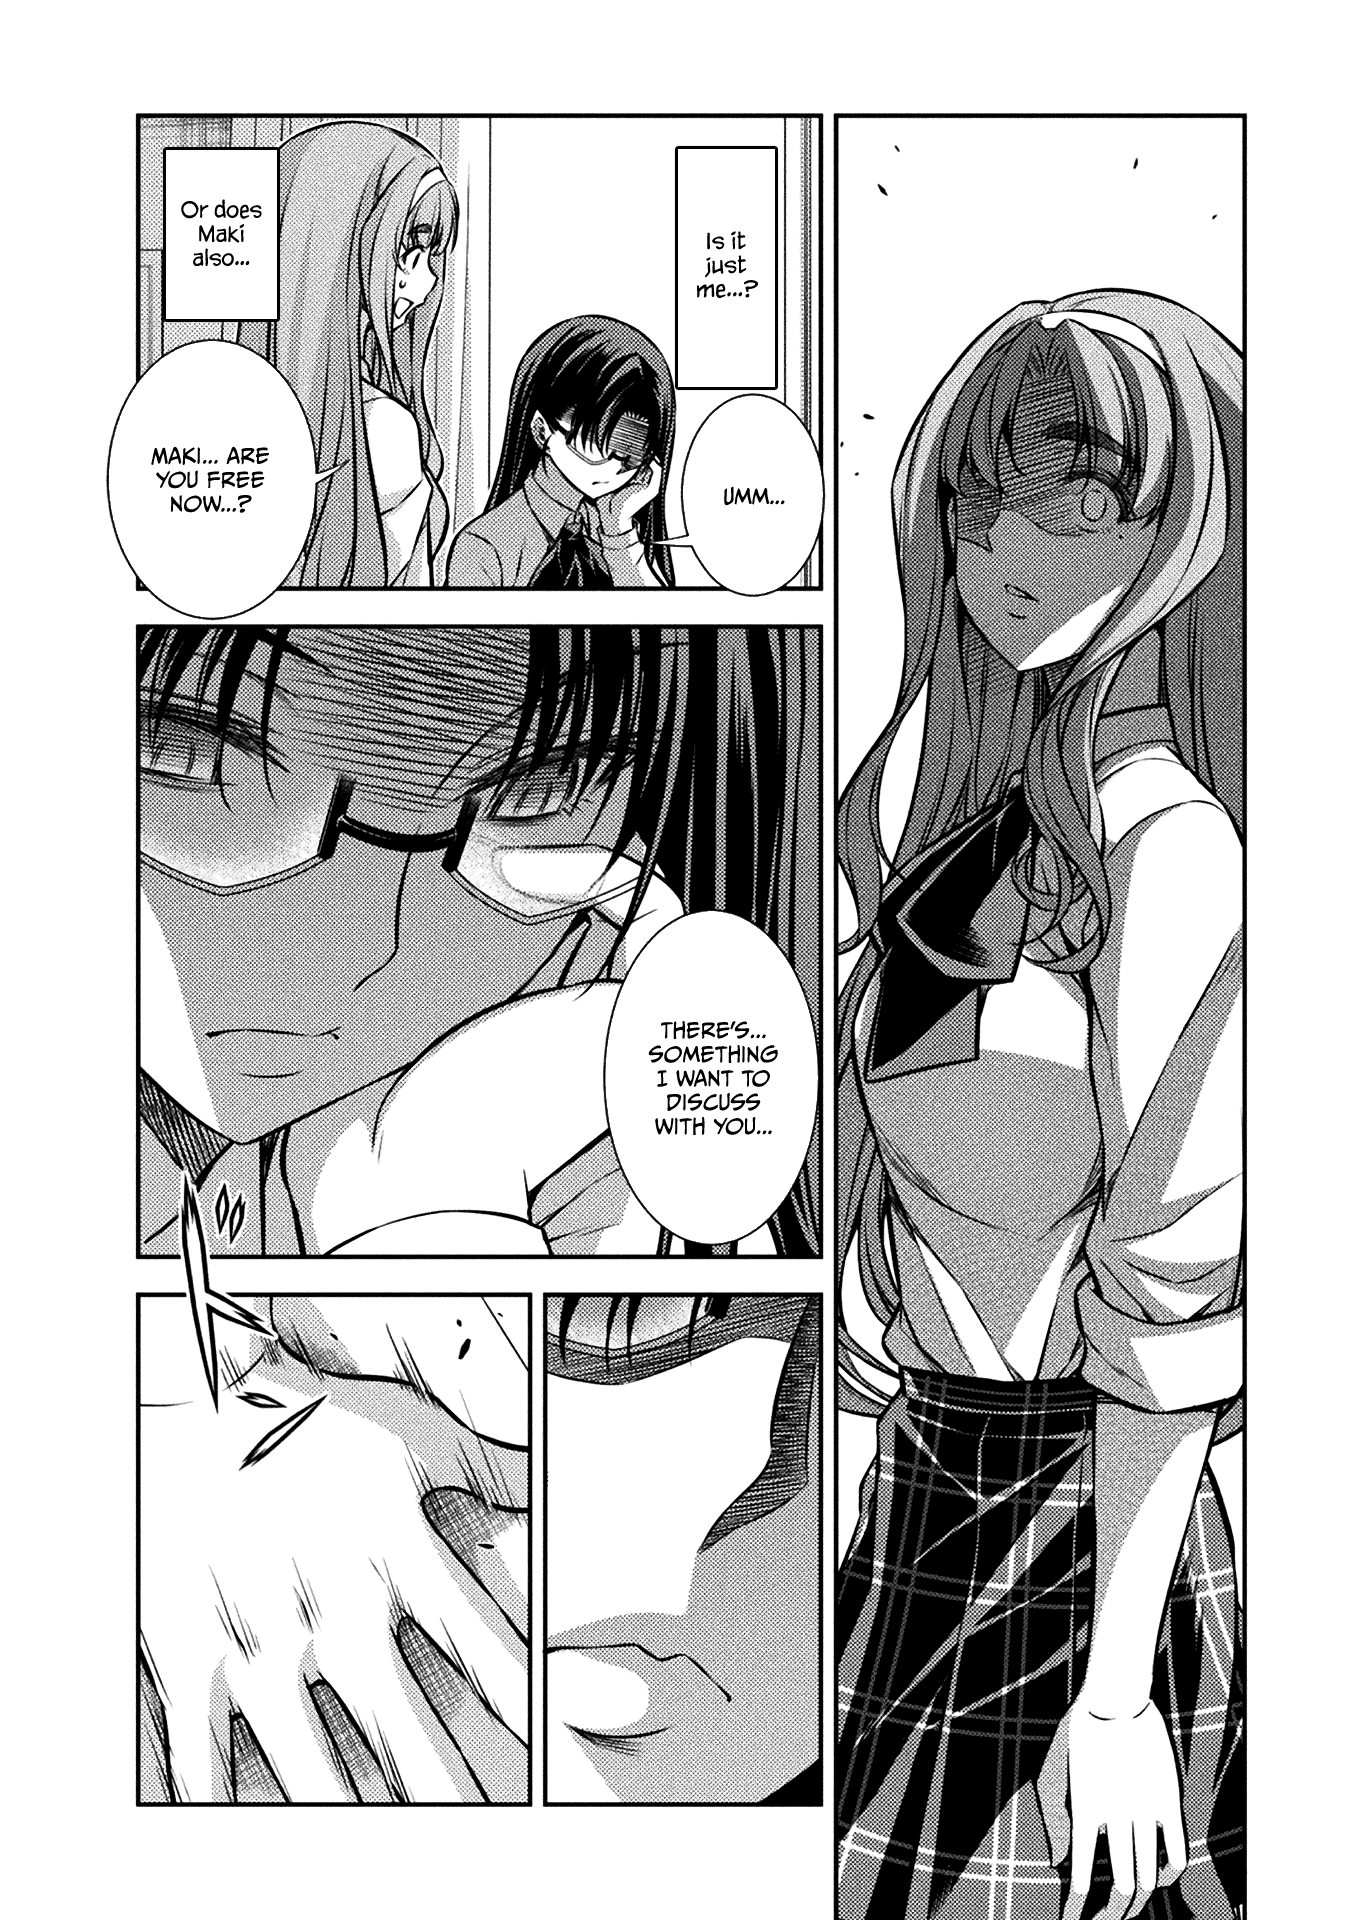 Is it
just
me...?
Or does
Maki
also...
UMM...
MAKI... ARE
YOU FREE
NOW...?
THERE'S...
SOMETHING
I WANT TO
DISCUSS
WITH YOU...